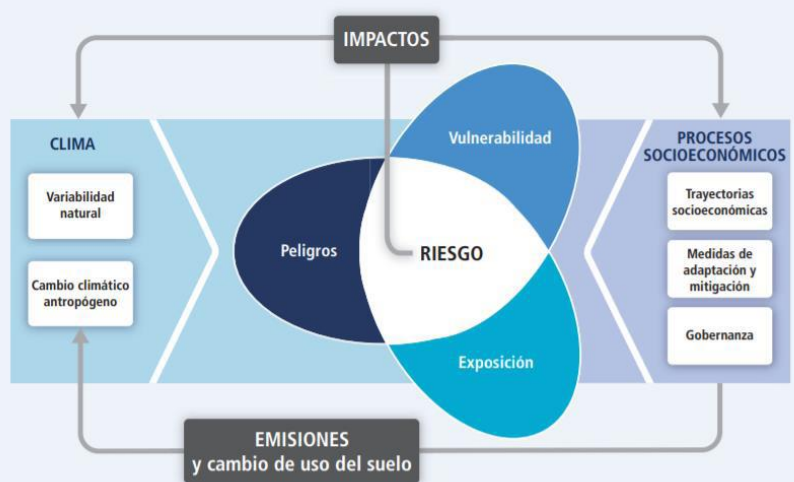 IMPACTOS
CLIMA
Variabilidad
natural
Cambio climático
antropógeno
Peligros
Vulnerabilidad
RIESGO
Exposición
PROCESOS
SOCIOECONÓMICOS
Trayectorias
socioeconómicas
Medidas de
adaptación y
mitigación
Gobernanza
EMISIONES
y cambio de uso del suelo